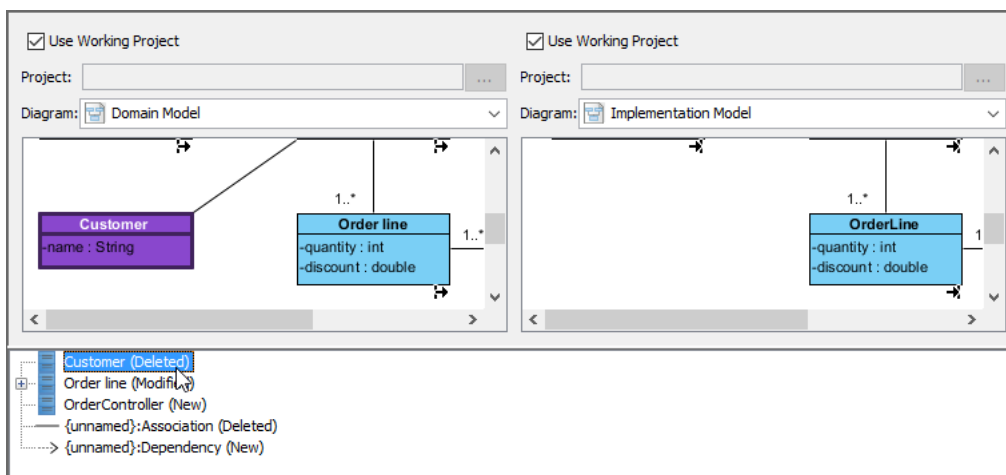 Use Working Project
Project:
...
Diagram: Domain Model
Customer
-name : String
1..*
Order line
-quantity : int
-discount : double
1..*
Use Working Project
Project:
...
Diagram: Implementation Model
1..*
OrderLine
-quantity : int
-discount : double
1
Customer (Deleted)
Order line (Modified)
OrderController (New)
{unnamed}:Association (Deleted)
{unnamed}:Dependency (New)